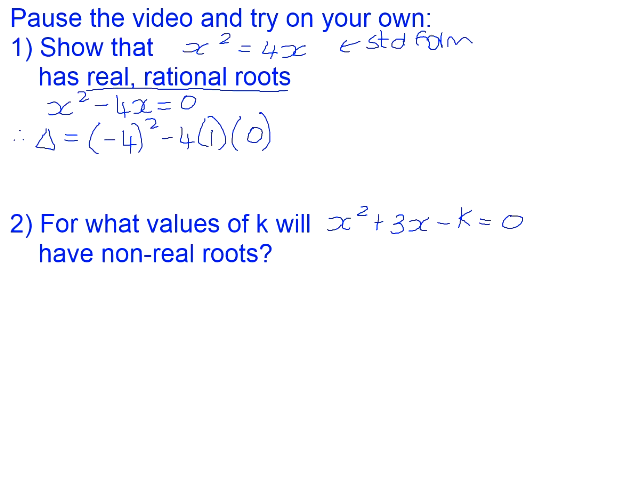 Pause the video and try on your own:
1) Show that x² = 4x ← std form
has real, rational roots
x² - 4x = 0
∴ Δ = (-4)² - 4(1)(0)
2) For what values of k will x² + 3x - k = 0
have non-real roots?